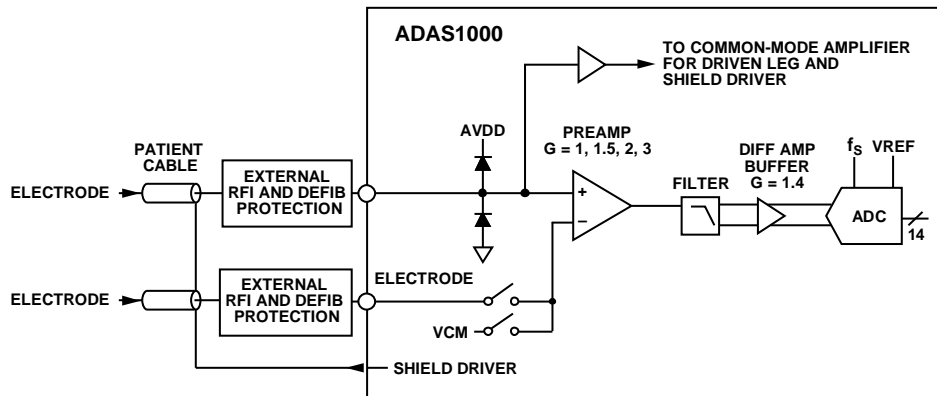 ADAS1000
TO COMMON-MODE AMPLIFIER
FOR DRIVEN LEG AND
SHIELD DRIVER
PATIENT
CABLE
AVDD
PREAMP
G = 1, 1.5, 2, 3
DIFF AMP
BUFFER
G = 1.4
fS
VREF
ELECTRODE
EXTERNAL
RFI AND DEFIB
PROTECTION
+
–
FILTER
ADC
14
ELECTRODE
EXTERNAL
RFI AND DEFIB
PROTECTION
ELECTRODE
VCM
SHIELD DRIVER